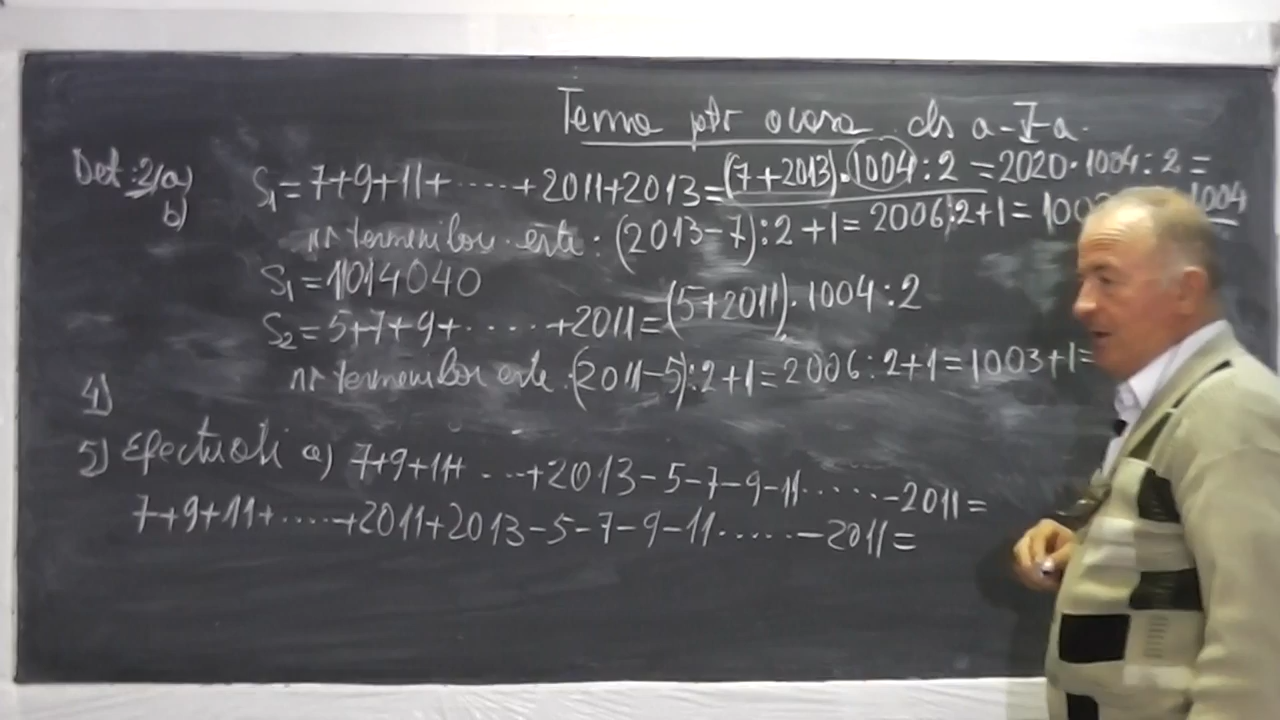 Tema ptr acasa cls a-V-a.
Det: 2) a) S₁=7+9+11+.....+2011+2013=(7+2013)·1004:2=2020·1004:2=
b) nr termenilor este: (2013-7):2+1=2006:2+1=1003 1004
S₁=1014040
S₂=5+7+9+.....+2011=(5+2011)·1004:2
nr termenilor este:(2011-5):2+1=2006:2+1=1003+1=
4)
5) Efectuati a) 7+9+11+...+2013-5-7-9-11......-2011=
7+9+11+.....+2011+2013-5-7-9-11......-2011=